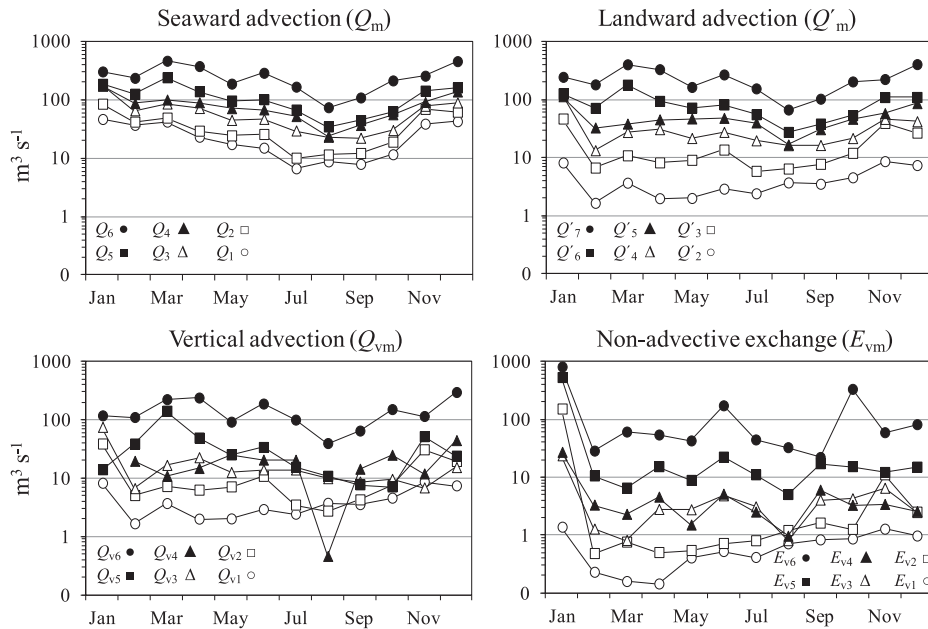 Seaward advection (Qm)
1000
100
10
1
0
m³ s⁻¹
Q6 Q4 Q2
Q5 Q3 Q1
Jan Mar May Jul Sep Nov
Landward advection (Q´m)
1000
100
10
1
0
Q´7 Q´5 Q´3
Q´6 Q´4 Q´2
Jan Mar May Jul Sep Nov
Vertical advection (Qvm)
1000
100
10
1
0
m³ s⁻¹
Qv6 Qv4 Qv2
Qv5 Qv3 Qv1
Jan Mar May Jul Sep Nov
Non-advective exchange (Evm)
1000
100
10
1
0
Ev6 Ev4 Ev2
Ev5 Ev3 Ev1
Jan Mar May Jul Sep Nov